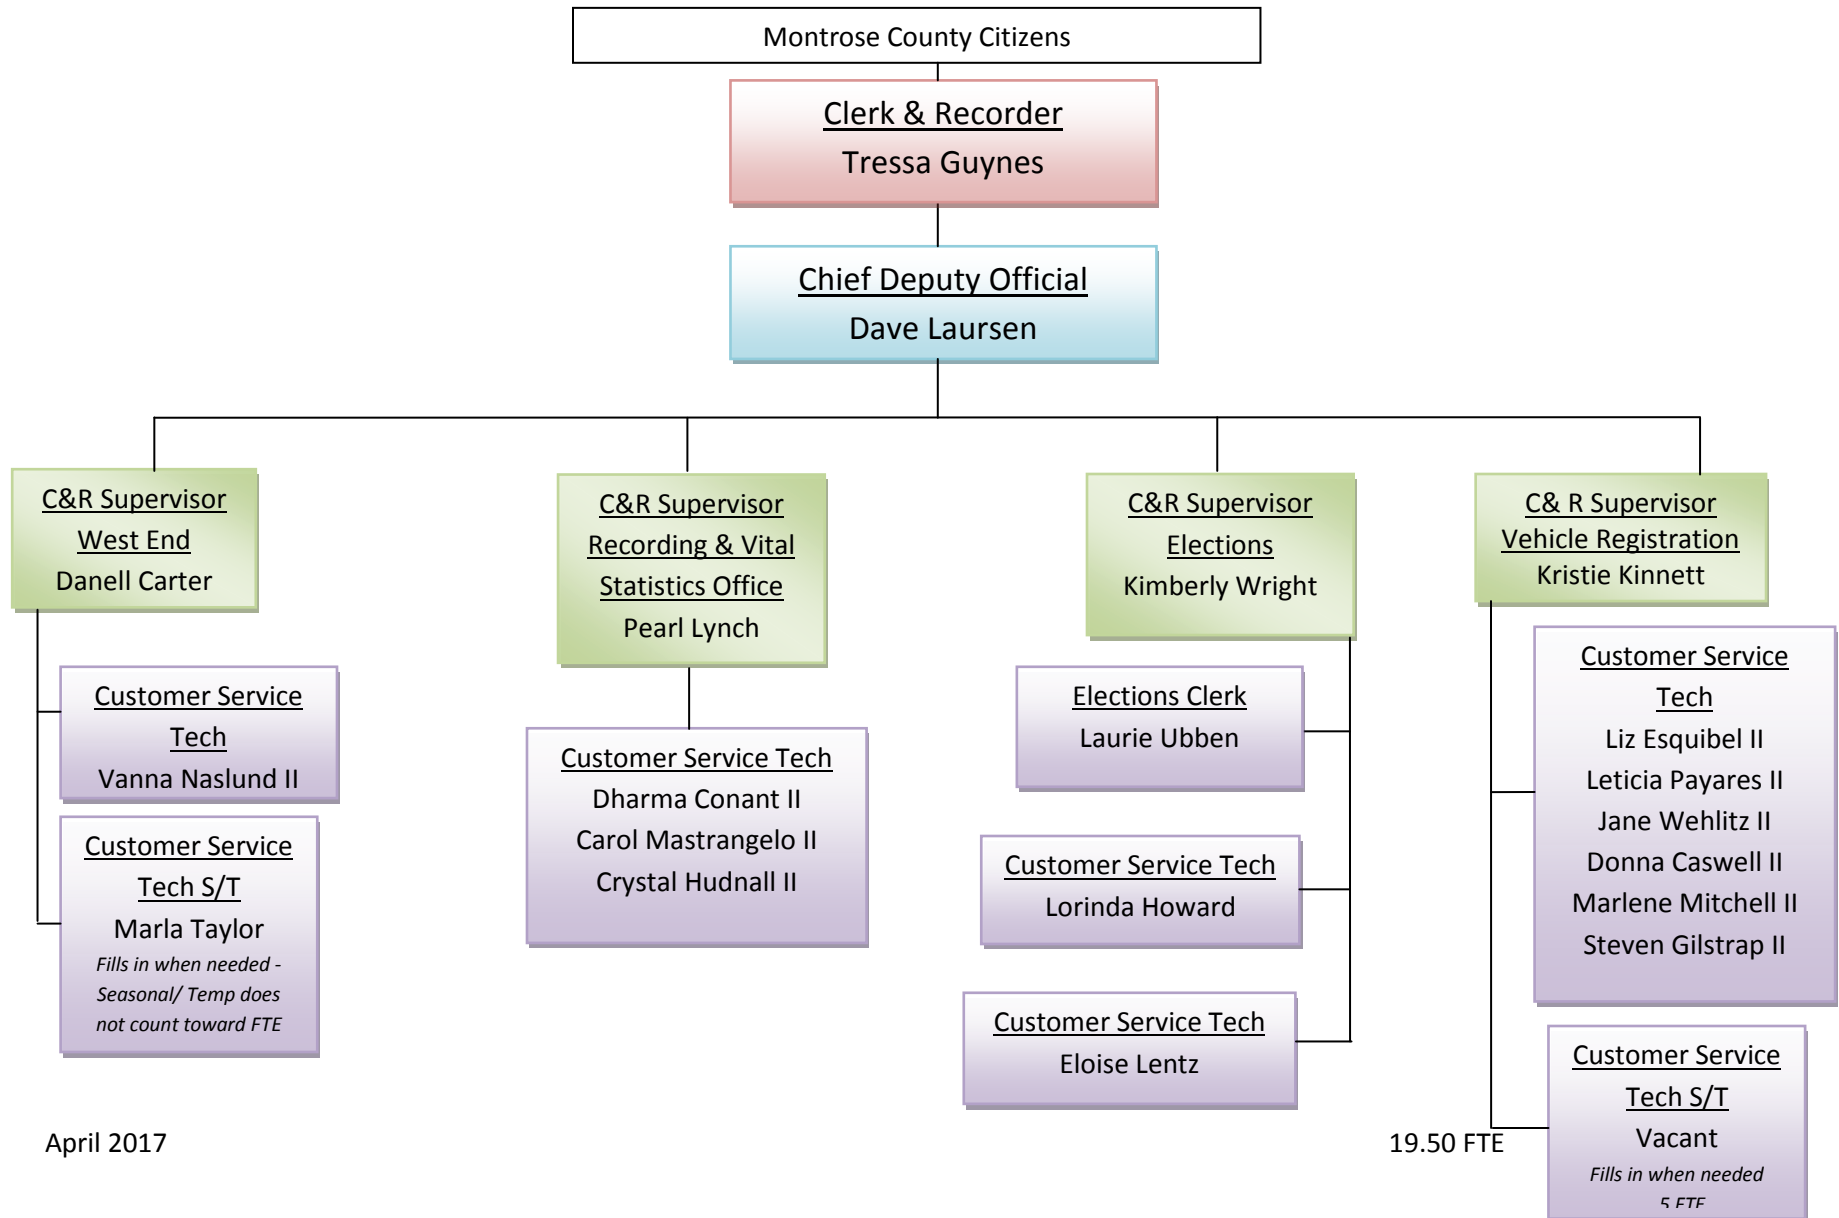 Montrose County Citizens
Clerk & Recorder
Tressa Guynes
Chief Deputy Official
Dave Laursen
C&R Supervisor
West End
Danell Carter
Customer Service
Tech
Vanna Naslund II
Customer Service
Tech S/T
Marla Taylor
Fills in when needed -
Seasonal/ Temp does
not count toward FTE
C&R Supervisor
Recording & Vital
Statistics Office
Pearl Lynch
Customer Service Tech
Dharma Conant II
Carol Mastrangelo II
Crystal Hudnall II
C&R Supervisor
Elections
Kimberly Wright
Elections Clerk
Laurie Ubben
Customer Service Tech
Lorinda Howard
Customer Service Tech
Eloise Lentz
C& R Supervisor
Vehicle Registration
Kristie Kinnett
Customer Service
Tech
Liz Esquibel II
Leticia Payares II
Jane Wehlitz II
Donna Caswell II
Marlene Mitchell II
Steven Gilstrap II
Customer Service
Tech S/T
Vacant
Fills in when needed
5 FTE
April 2017
19.50 FTE